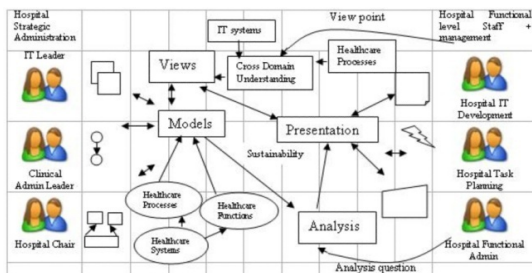 Hospital
Strategic
Administration
IT systems
View point
Hospital Functional
level Staff +
management
IT Leader
Views
Cross Domain
Understanding
Healthcare
Processes
Hospital IT
Development
Models
Presentation
Sustainability
Clinical
Admin Leader
Hospital Task
Planning
Healthcare
Processes
Healthcare
Functions
Analysis
Healthcare
Systems
Hospital Chair
Hospital Functional
Admin
Analysis question